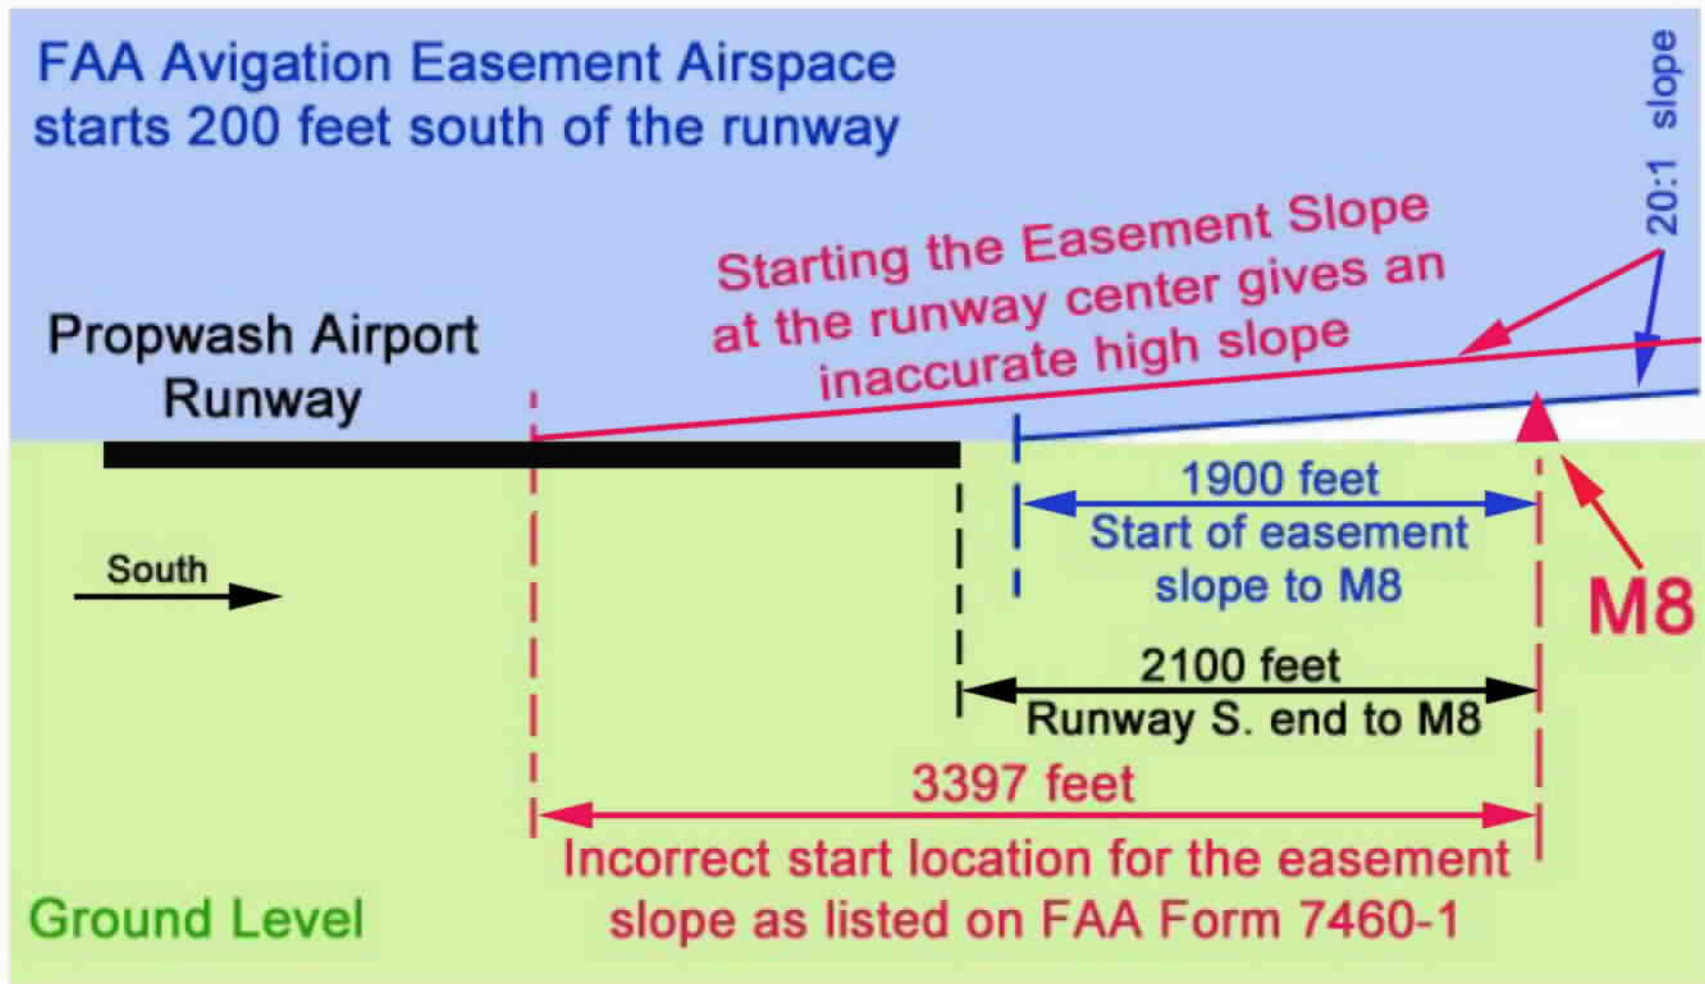 FAA Avigation Easement Airspace
starts 200 feet south of the runway
20:1 slope
Starting the Easement Slope
at the runway center gives an
inaccurate high slope
Propwash Airport
Runway
1900 feet
Start of easement
slope to M8
South
M8
2100 feet
Runway S. end to M8
3397 feet
Incorrect start location for the easement
slope as listed on FAA Form 7460-1
Ground Level